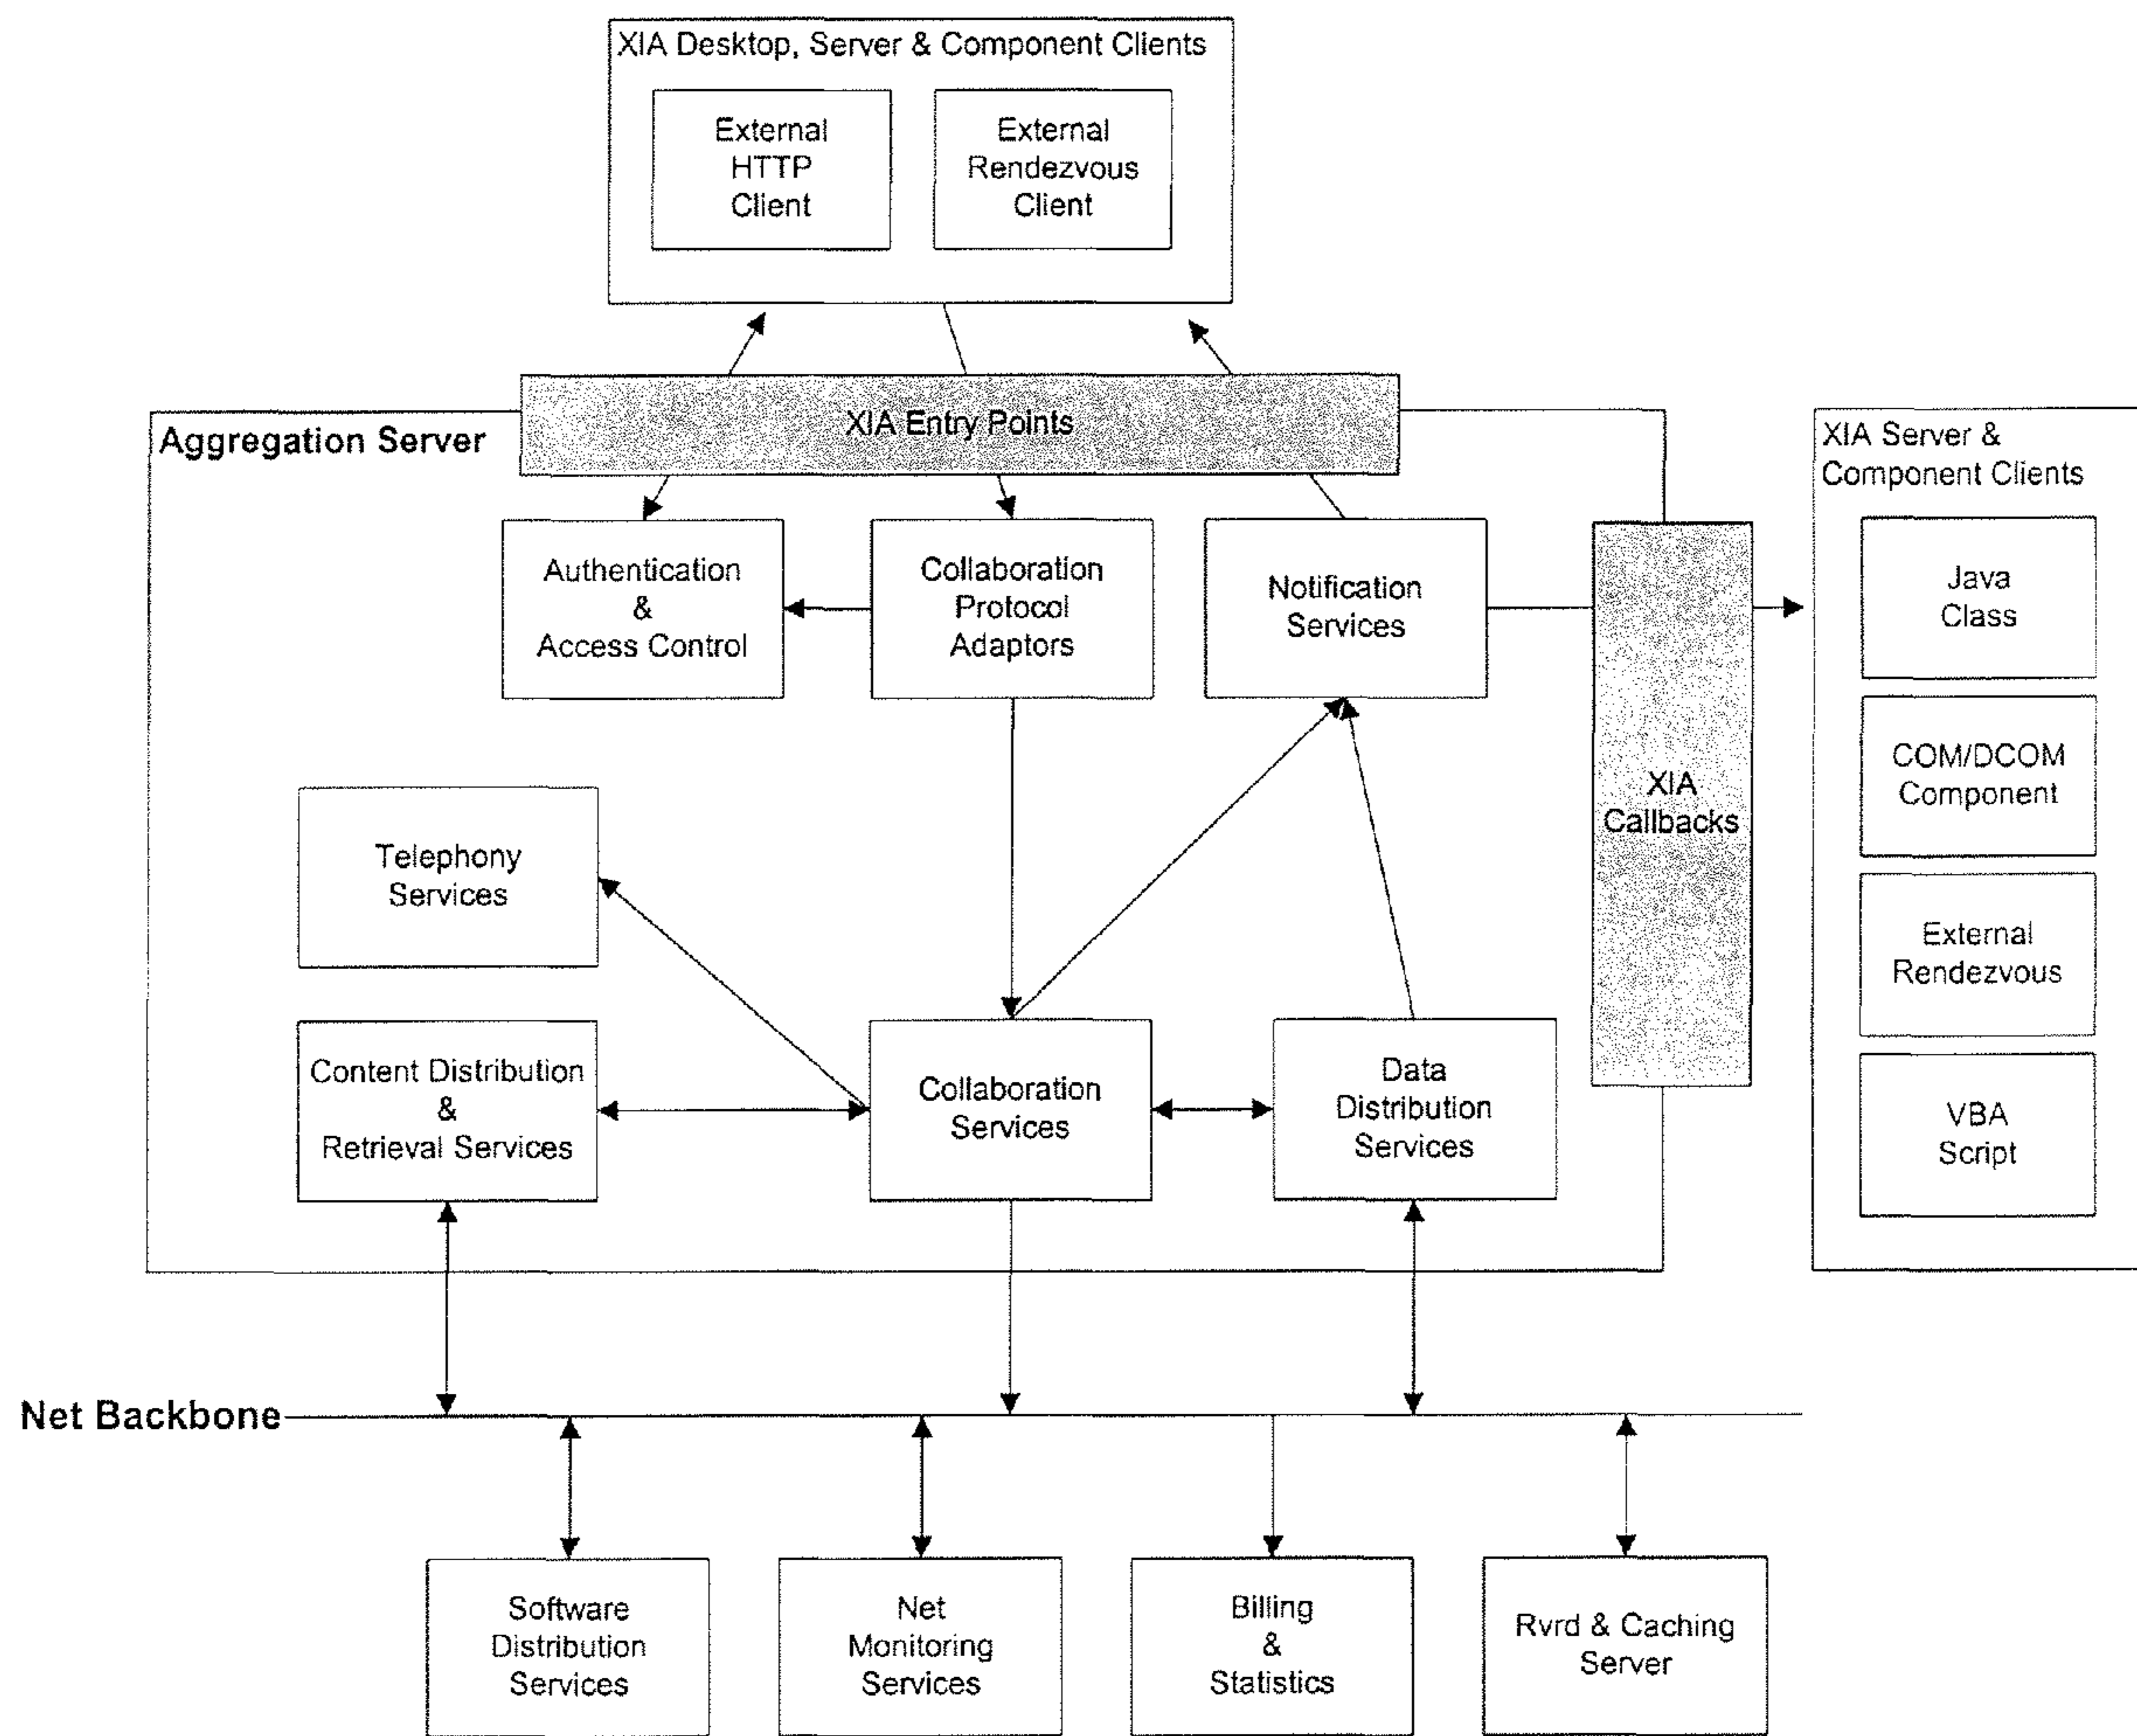 XIA Desktop, Server & Component Clients
External
HTTP
Client
External
Rendezvous
Client
XIA Entry Points
Aggregation Server
XIA Server &
Component Clients
Authentication
&
Access Control
Collaboration
Protocol
Adaptors
Notification
Services
Java
Class
COM/DCOM
Component
XIA
Callbacks
Telephony
Services
External
Rendezvous
Content Distribution
&
Retrieval Services
Collaboration
Services
Data
Distribution
Services
VBA
Script
Net Backbone
Software
Distribution
Services
Net
Monitoring
Services
Billing
&
Statistics
Rvrd & Caching
Server